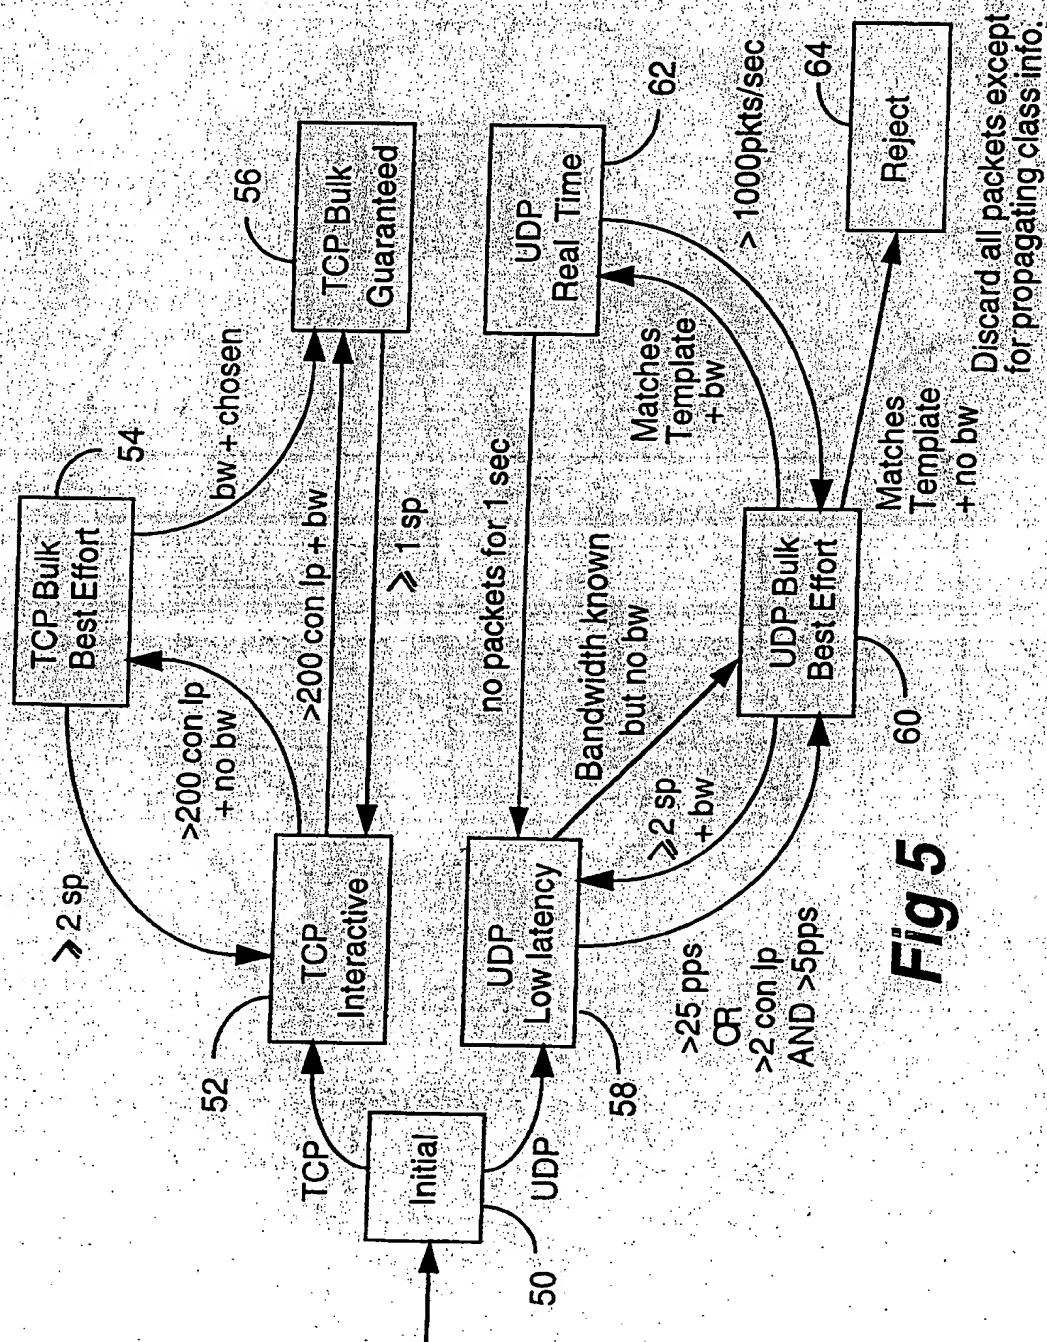 54
TCP Bulk
Best Effort
56
TCP Bulk
Guaranteed
⩾ 2 sp
>200 con lp
+ no bw
bw + chosen
>200 con lp + bw
⩾ 1 sp
52
TCP
Interactive
TCP
Initial
UDP
50
58
UDP
Low latency
no packets for 1 sec
62
UDP
Real Time
Bandwidth known
but no bw
⩾ 2 sp
+ bw
Matches
Template
+ bw
> 1000pkts/sec
>25 pps
OR
>2 con lp
AND >5pps
60
UDP Bulk
Best Effort
Matches
Template
+ no bw
64
Reject
Discard all packets except
for propagating class info.
Fig 5